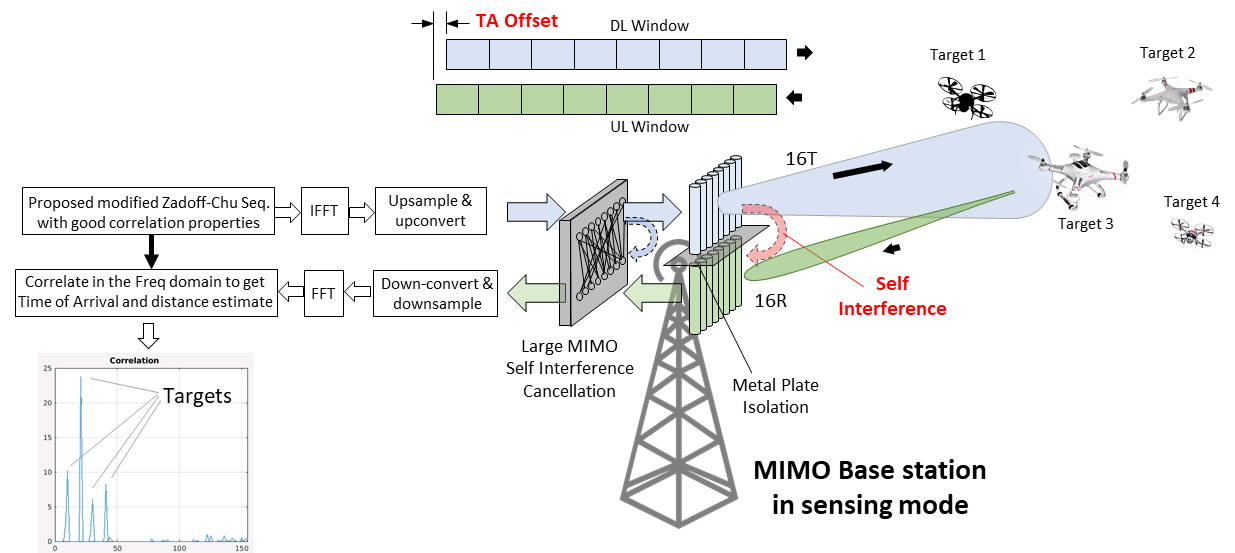 TA Offset
DL Window
UL Window
Target 1
Target 2
Target 3
Target 4
16T
16R
Proposed modified Zadoff-Chu Seq.
with good correlation properties
IFFT
Upsample &
upconvert
Correlate in the Freq domain to get
Time of Arrival and distance estimate
FFT
Down-convert &
downsample
Large MIMO
Self Interference
Cancellation
Self
Interference
Metal Plate
Isolation
MIMO Base station
in sensing mode
Correlation
Targets
25
20
15
10
5
0
0 50 100 150